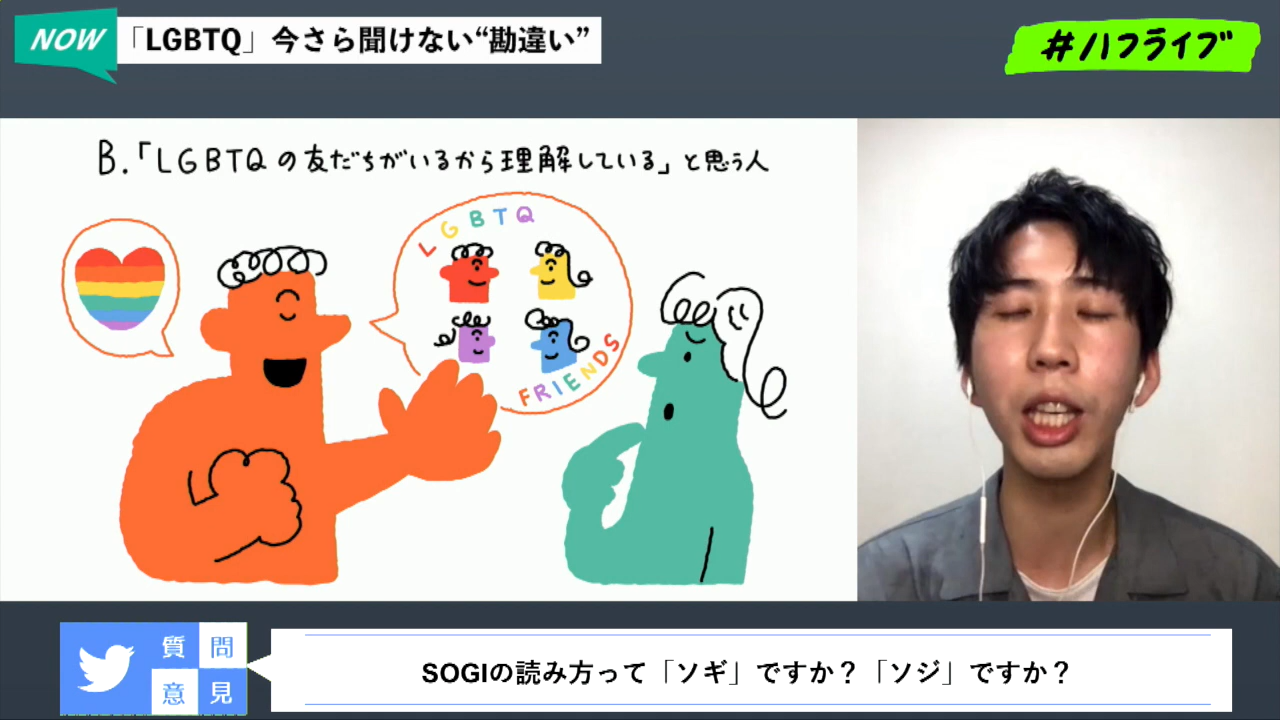 NOW
「LGBTQ」今さら聞けない“勘違い”
#ハフライブ
B.「LGBTQの友だちがいるから理解している」と思う人
LGBTQ
FRIENDS
質問
意見
SOGIの読み方って「ソギ」ですか？「ソジ」ですか？